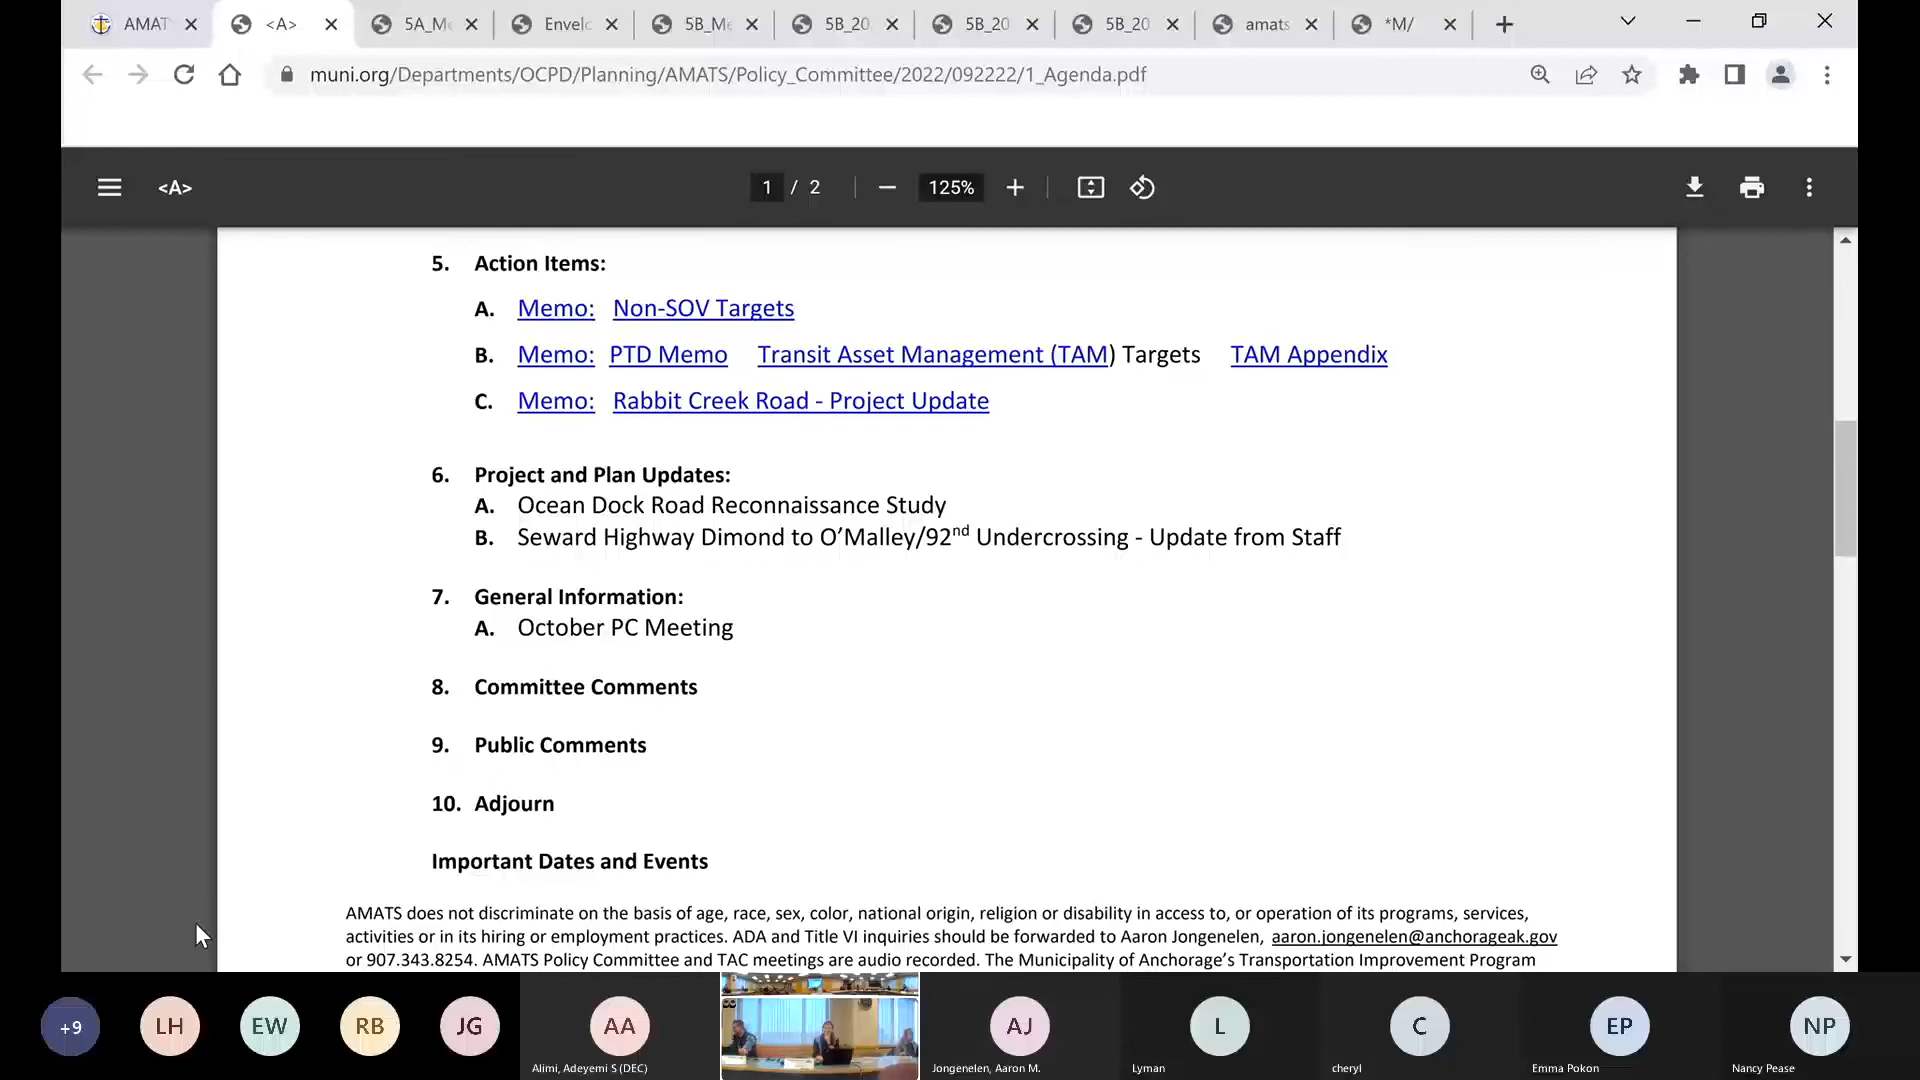 AMAT
<A>
5A_M
Envelo
5B_M
5B_20
5B_20
5B_20
amats
*M/
muni.org/Departments/OCPD/Planning/AMATS/Policy_Committee/2022/092222/1_Agenda.pdf
<A>
1 / 2
125%
5. Action Items:
A. Memo: Non-SOV Targets
B. Memo: PTD Memo Transit Asset Management (TAM) Targets TAM Appendix
C. Memo: Rabbit Creek Road - Project Update
6. Project and Plan Updates:
A. Ocean Dock Road Reconnaissance Study
B. Seward Highway Dimond to O’Malley/92nd Undercrossing - Update from Staff
7. General Information:
A. October PC Meeting
8. Committee Comments
9. Public Comments
10. Adjourn
Important Dates and Events
AMATS does not discriminate on the basis of age, race, sex, color, national origin, religion or disability in access to, or operation of its programs, services,
activities or in its hiring or employment practices. ADA and Title VI inquiries should be forwarded to Aaron Jongenelen, aaron.jongenelen@anchorageak.gov
or 907.343.8254. AMATS Policy Committee and TAC meetings are audio recorded. The Municipality of Anchorage’s Transportation Improvement Program
+9
LH
EW
RB
JG
AA
AJ
L
C
EP
NP
Alimi, Adeyemi S (DEC)
Jongenelen, Aaron M.
Lyman
cheryl
Emma Pokon
Nancy Pease